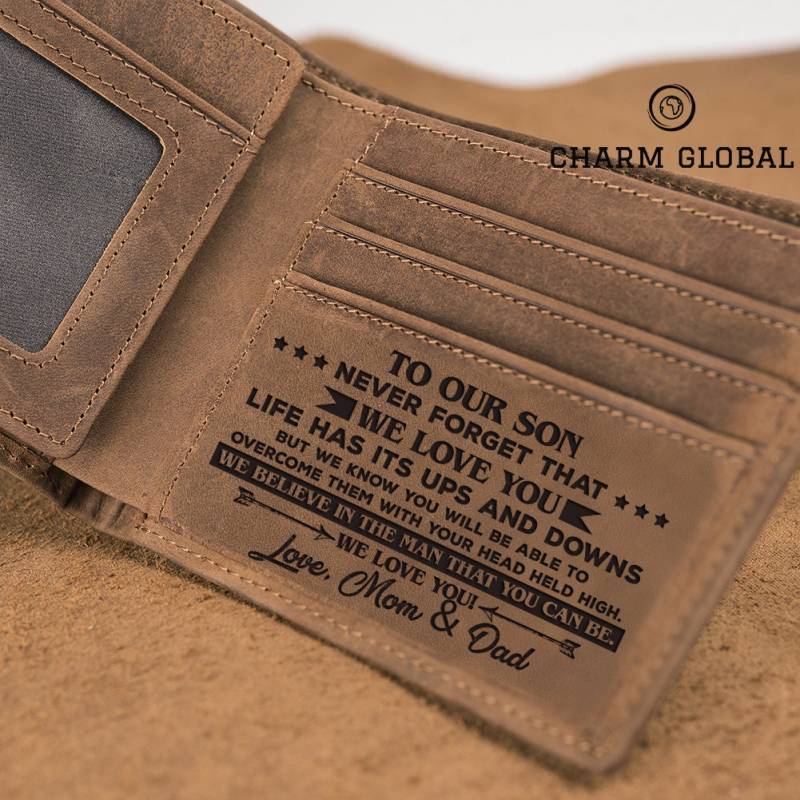 CHARM GLOBAL
TO OUR SON
NEVER FORGET THAT
WE LOVE YOU
LIFE HAS ITS UPS AND DOWNS
BUT WE KNOW YOU WILL BE ABLE TO
OVERCOME THEM WITH YOUR HEAD HELD HIGH.
WE BELIEVE IN THE MAN THAT YOU CAN BE.
WE LOVE YOU!
Love, Mom & Dad